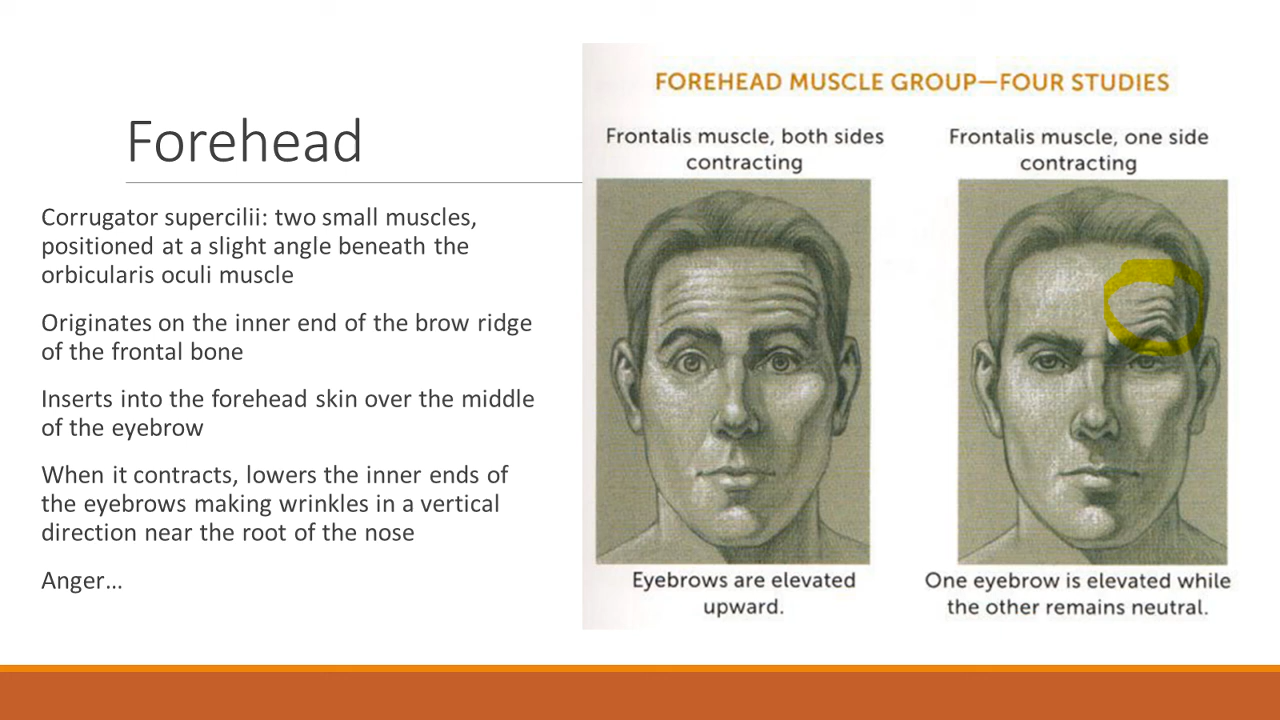 Forehead
Corrugator supercilii: two small muscles,
positioned at a slight angle beneath the
orbicularis oculi muscle
Originates on the inner end of the brow ridge
of the frontal bone
Inserts into the forehead skin over the middle
of the eyebrow
When it contracts, lowers the inner ends of
the eyebrows making wrinkles in a vertical
direction near the root of the nose
Anger…
FOREHEAD MUSCLE GROUP—FOUR STUDIES
Frontalis muscle, both sides
contracting
Eyebrows are elevated
upward.
Frontalis muscle, one side
contracting
One eyebrow is elevated while
the other remains neutral.